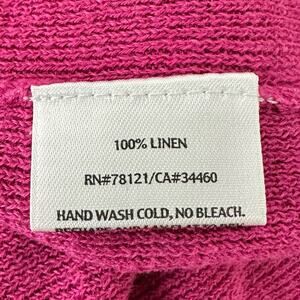 100% LINEN
RN#78121/CA#34460
HAND WASH COLD, NO BLEACH.